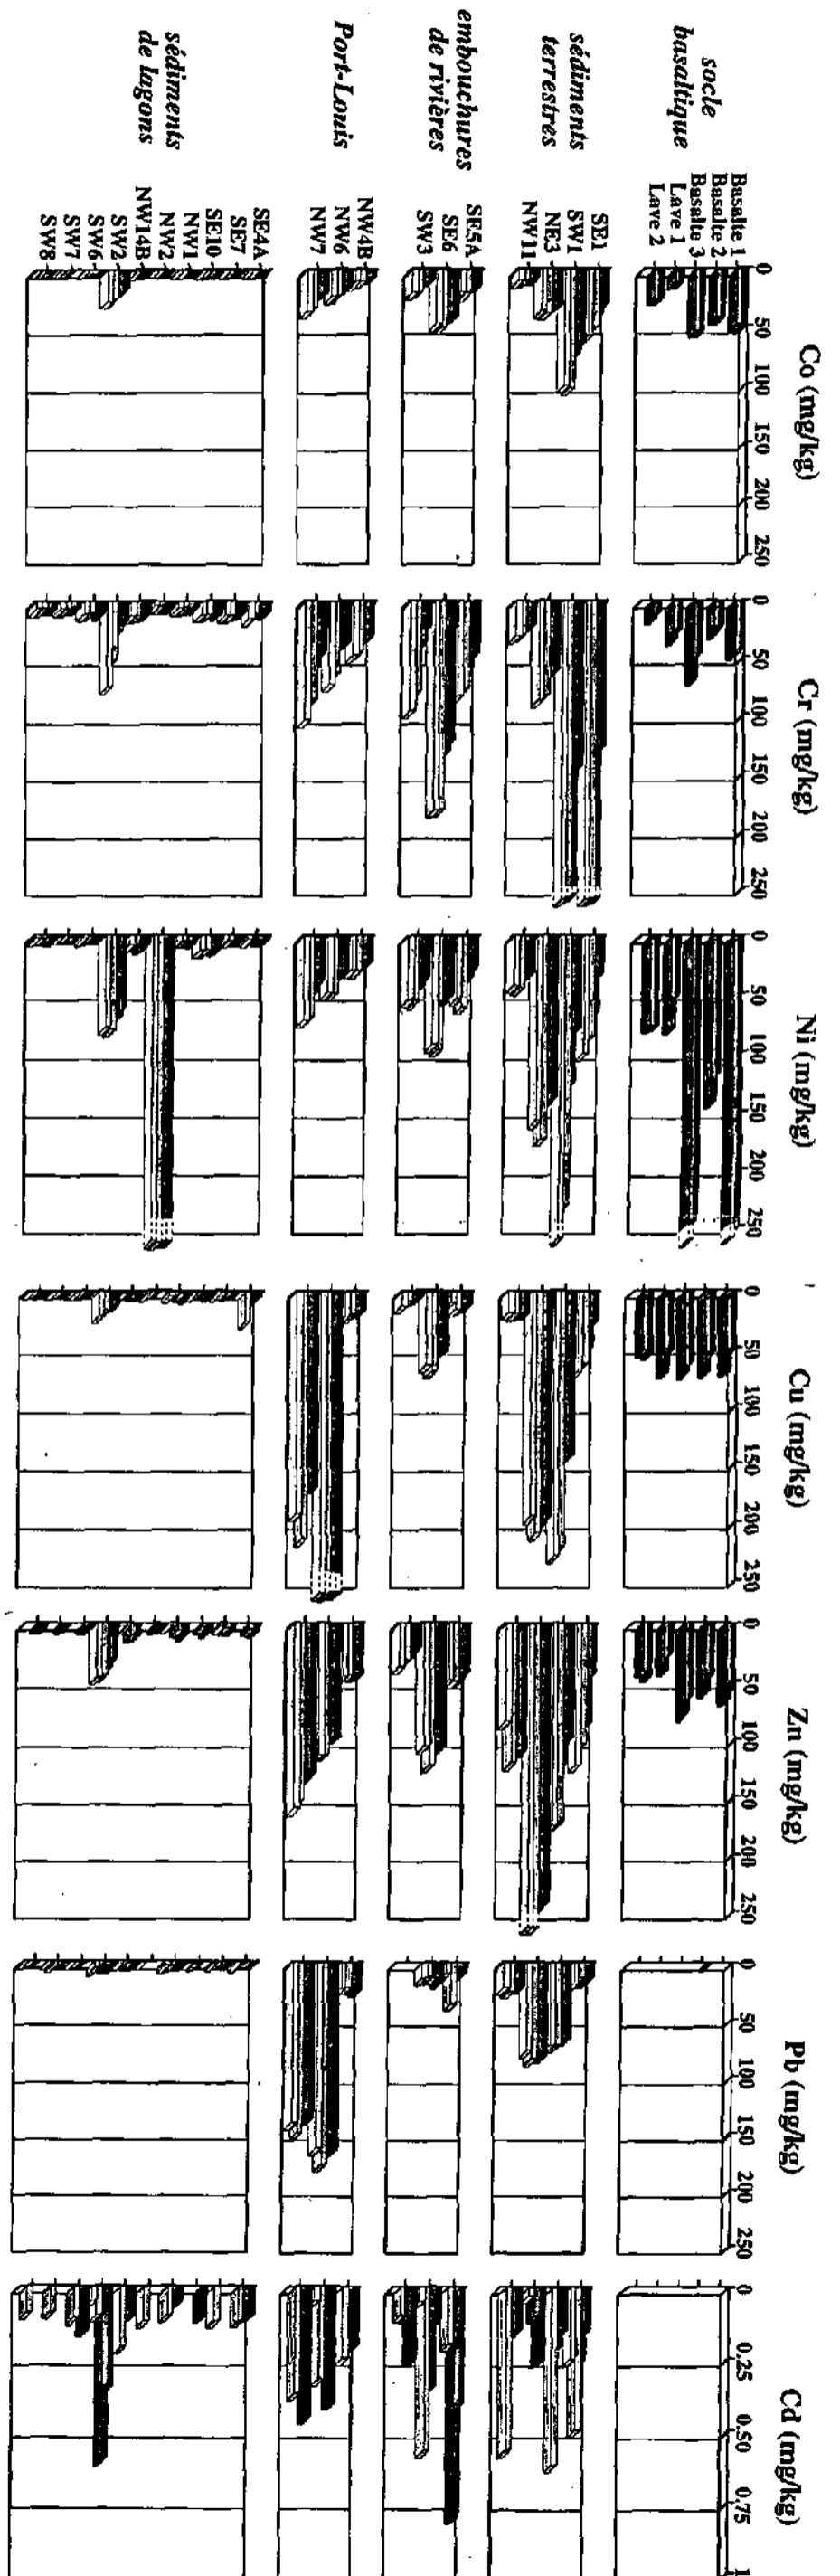 socle
basaltique
Basalte 1
Basalte 2
Basalte 3
Lave 1
Lave 2
sédiments
terrestres
SE1
SW1
NE3
NW11
embouchures
de rivières
SE5A
SE6
SW3
Port-Louis
NW4B
NW6
NW7
sédiments
de lagons
SE4A
SE7
SE10
NW1
NW2
NW14B
SW2
SW6
SW7
SW8
0 50 100 150 200 250
Co (mg/kg)
0 50 100 150 200 250
Cr (mg/kg)
0 50 100 150 200 250
Ni (mg/kg)
0 50 100 150 200 250
Cu (mg/kg)
0 50 100 150 200 250
Zn (mg/kg)
0 50 100 150 200 250
Pb (mg/kg)
0 0,25 0,50 0,75 1
Cd (mg/kg)